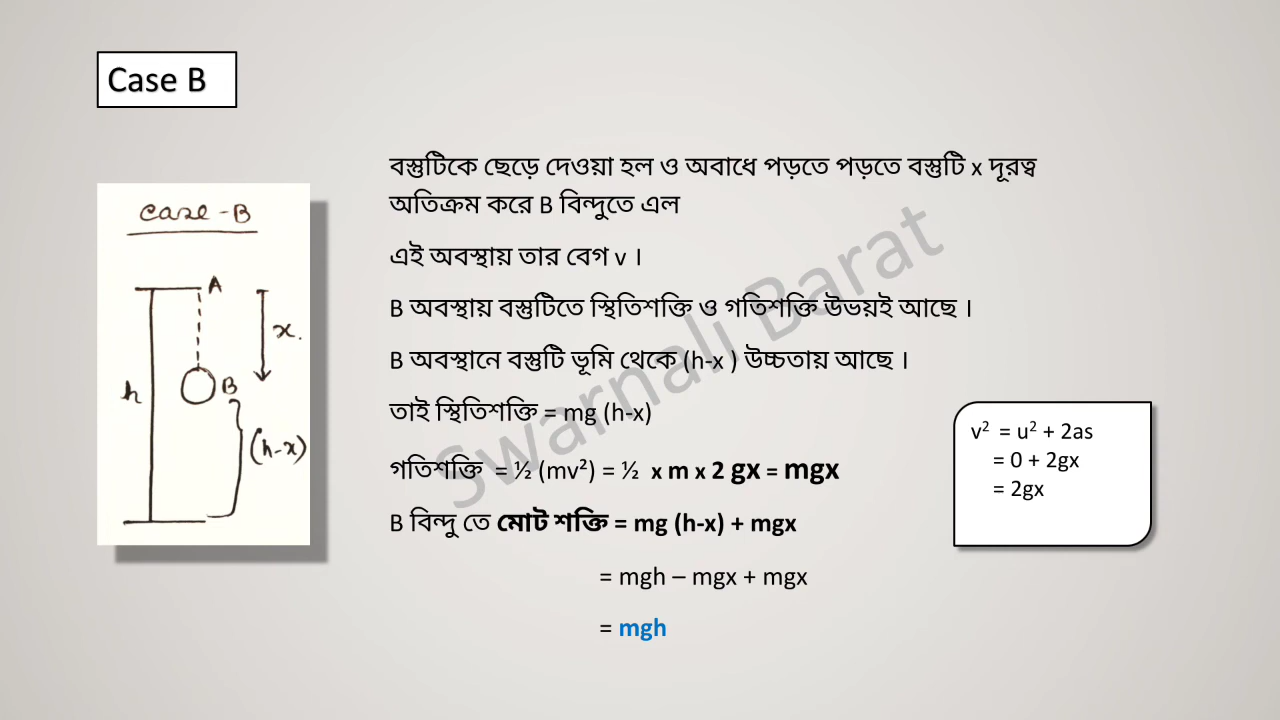 Case B
case - B
A
x.
h
B
(h-x)
বস্তুটিকে ছেড়ে দেওয়া হল ও অবাধে পড়তে পড়তে বস্তুটি x দূরত্ব
অতিক্রম করে B বিন্দুতে এল
এই অবস্থায় তার বেগ v ।
B অবস্থায় বস্তুটিতে স্থিতিশক্তি ও গতিশক্তি উভয়ই আছে ।
B অবস্থানে বস্তুটি ভূমি থেকে (h-x ) উচ্চতায় আছে ।
তাই স্থিতিশক্তি = mg (h-x)
গতিশক্তি = ½ (mv²) = ½ x m x 2 gx = mgx
B বিন্দু তে মোট শক্তি = mg (h-x) + mgx
= mgh – mgx + mgx
= mgh
v² = u² + 2as
= 0 + 2gx
= 2gx
Swarnali Barat